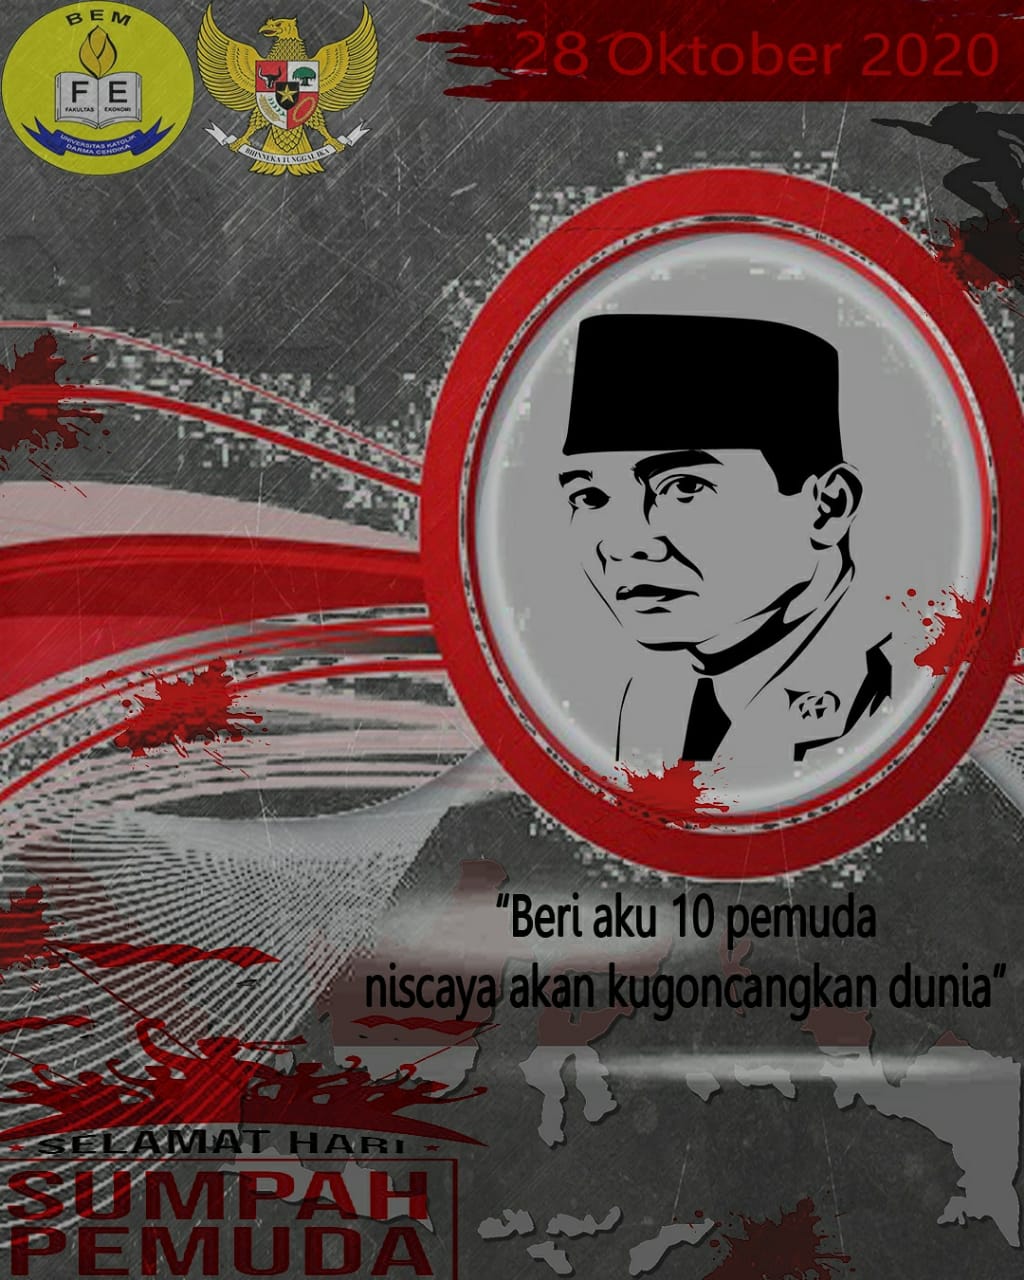 BEM
F E
FAKULTAS EKONOMI
UNIVERSITAS KATOLIK
DARMA CENDIKA
BHINNEKA TUNGGAL IKA
28 Oktober 2020
"Beri aku 10 pemuda
niscaya akan kugoncangkan dunia"
SELAMAT HARI
SUMPAH
PEMUDA